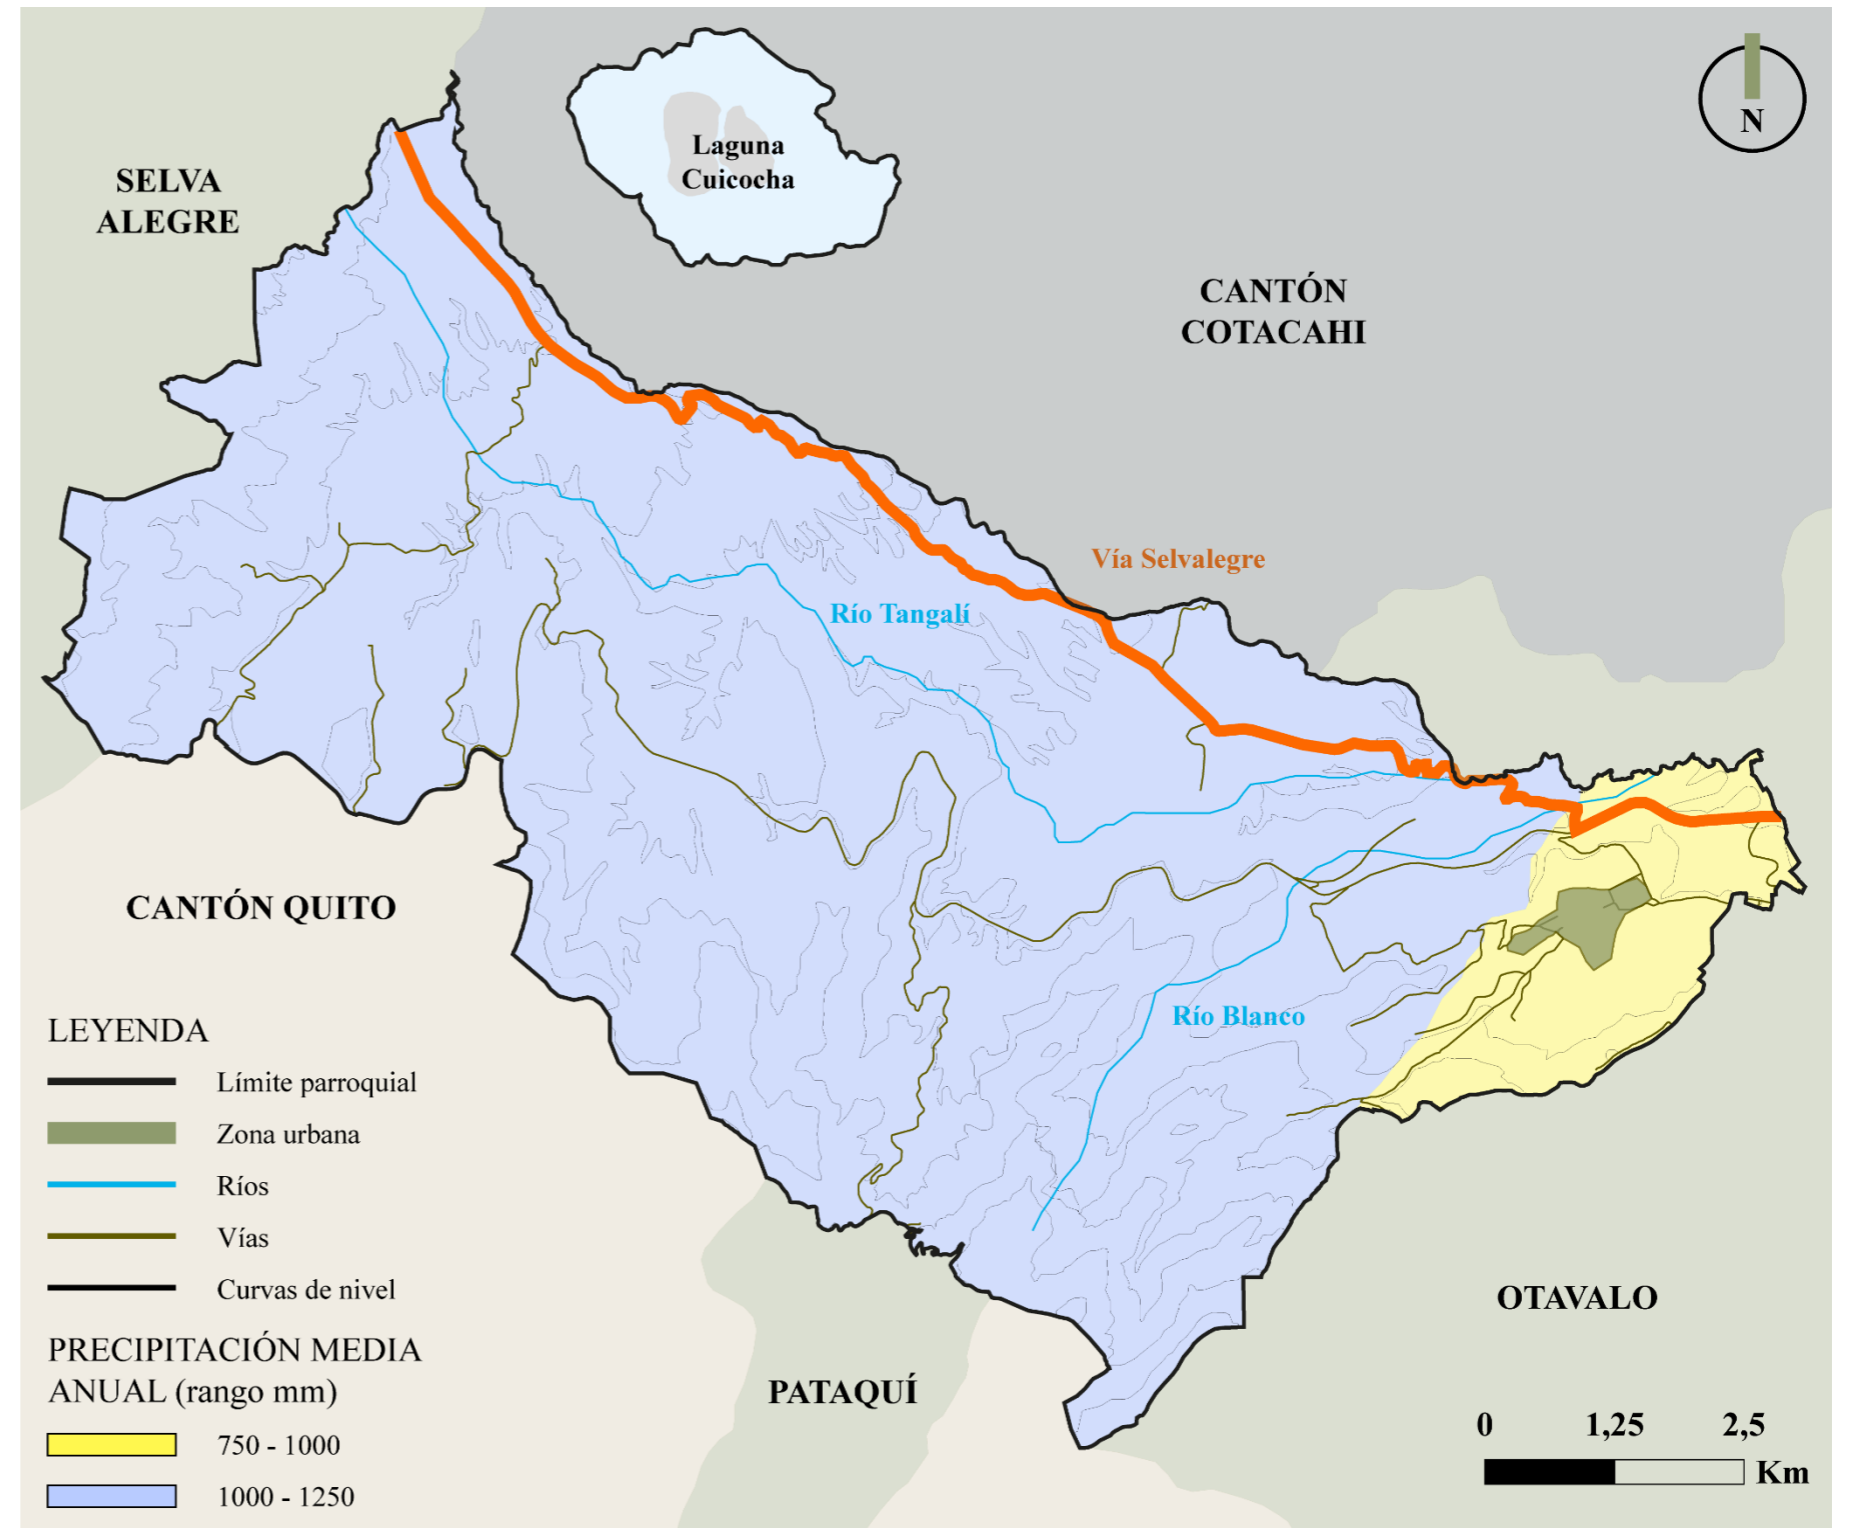 N
Laguna
Cuicocha
SELVA
ALEGRE
CANTÓN
COTACAHI
Vía Selvalegre
Río Tangalí
CANTÓN QUITO
Río Blanco
LEYENDA
Límite parroquial
Zona urbana
Ríos
Vías
Curvas de nivel
PRECIPITACIÓN MEDIA
ANUAL (rango mm)
750 - 1000
1000 - 1250
PATAQUÍ
OTAVALO
0 1,25 2,5
Km